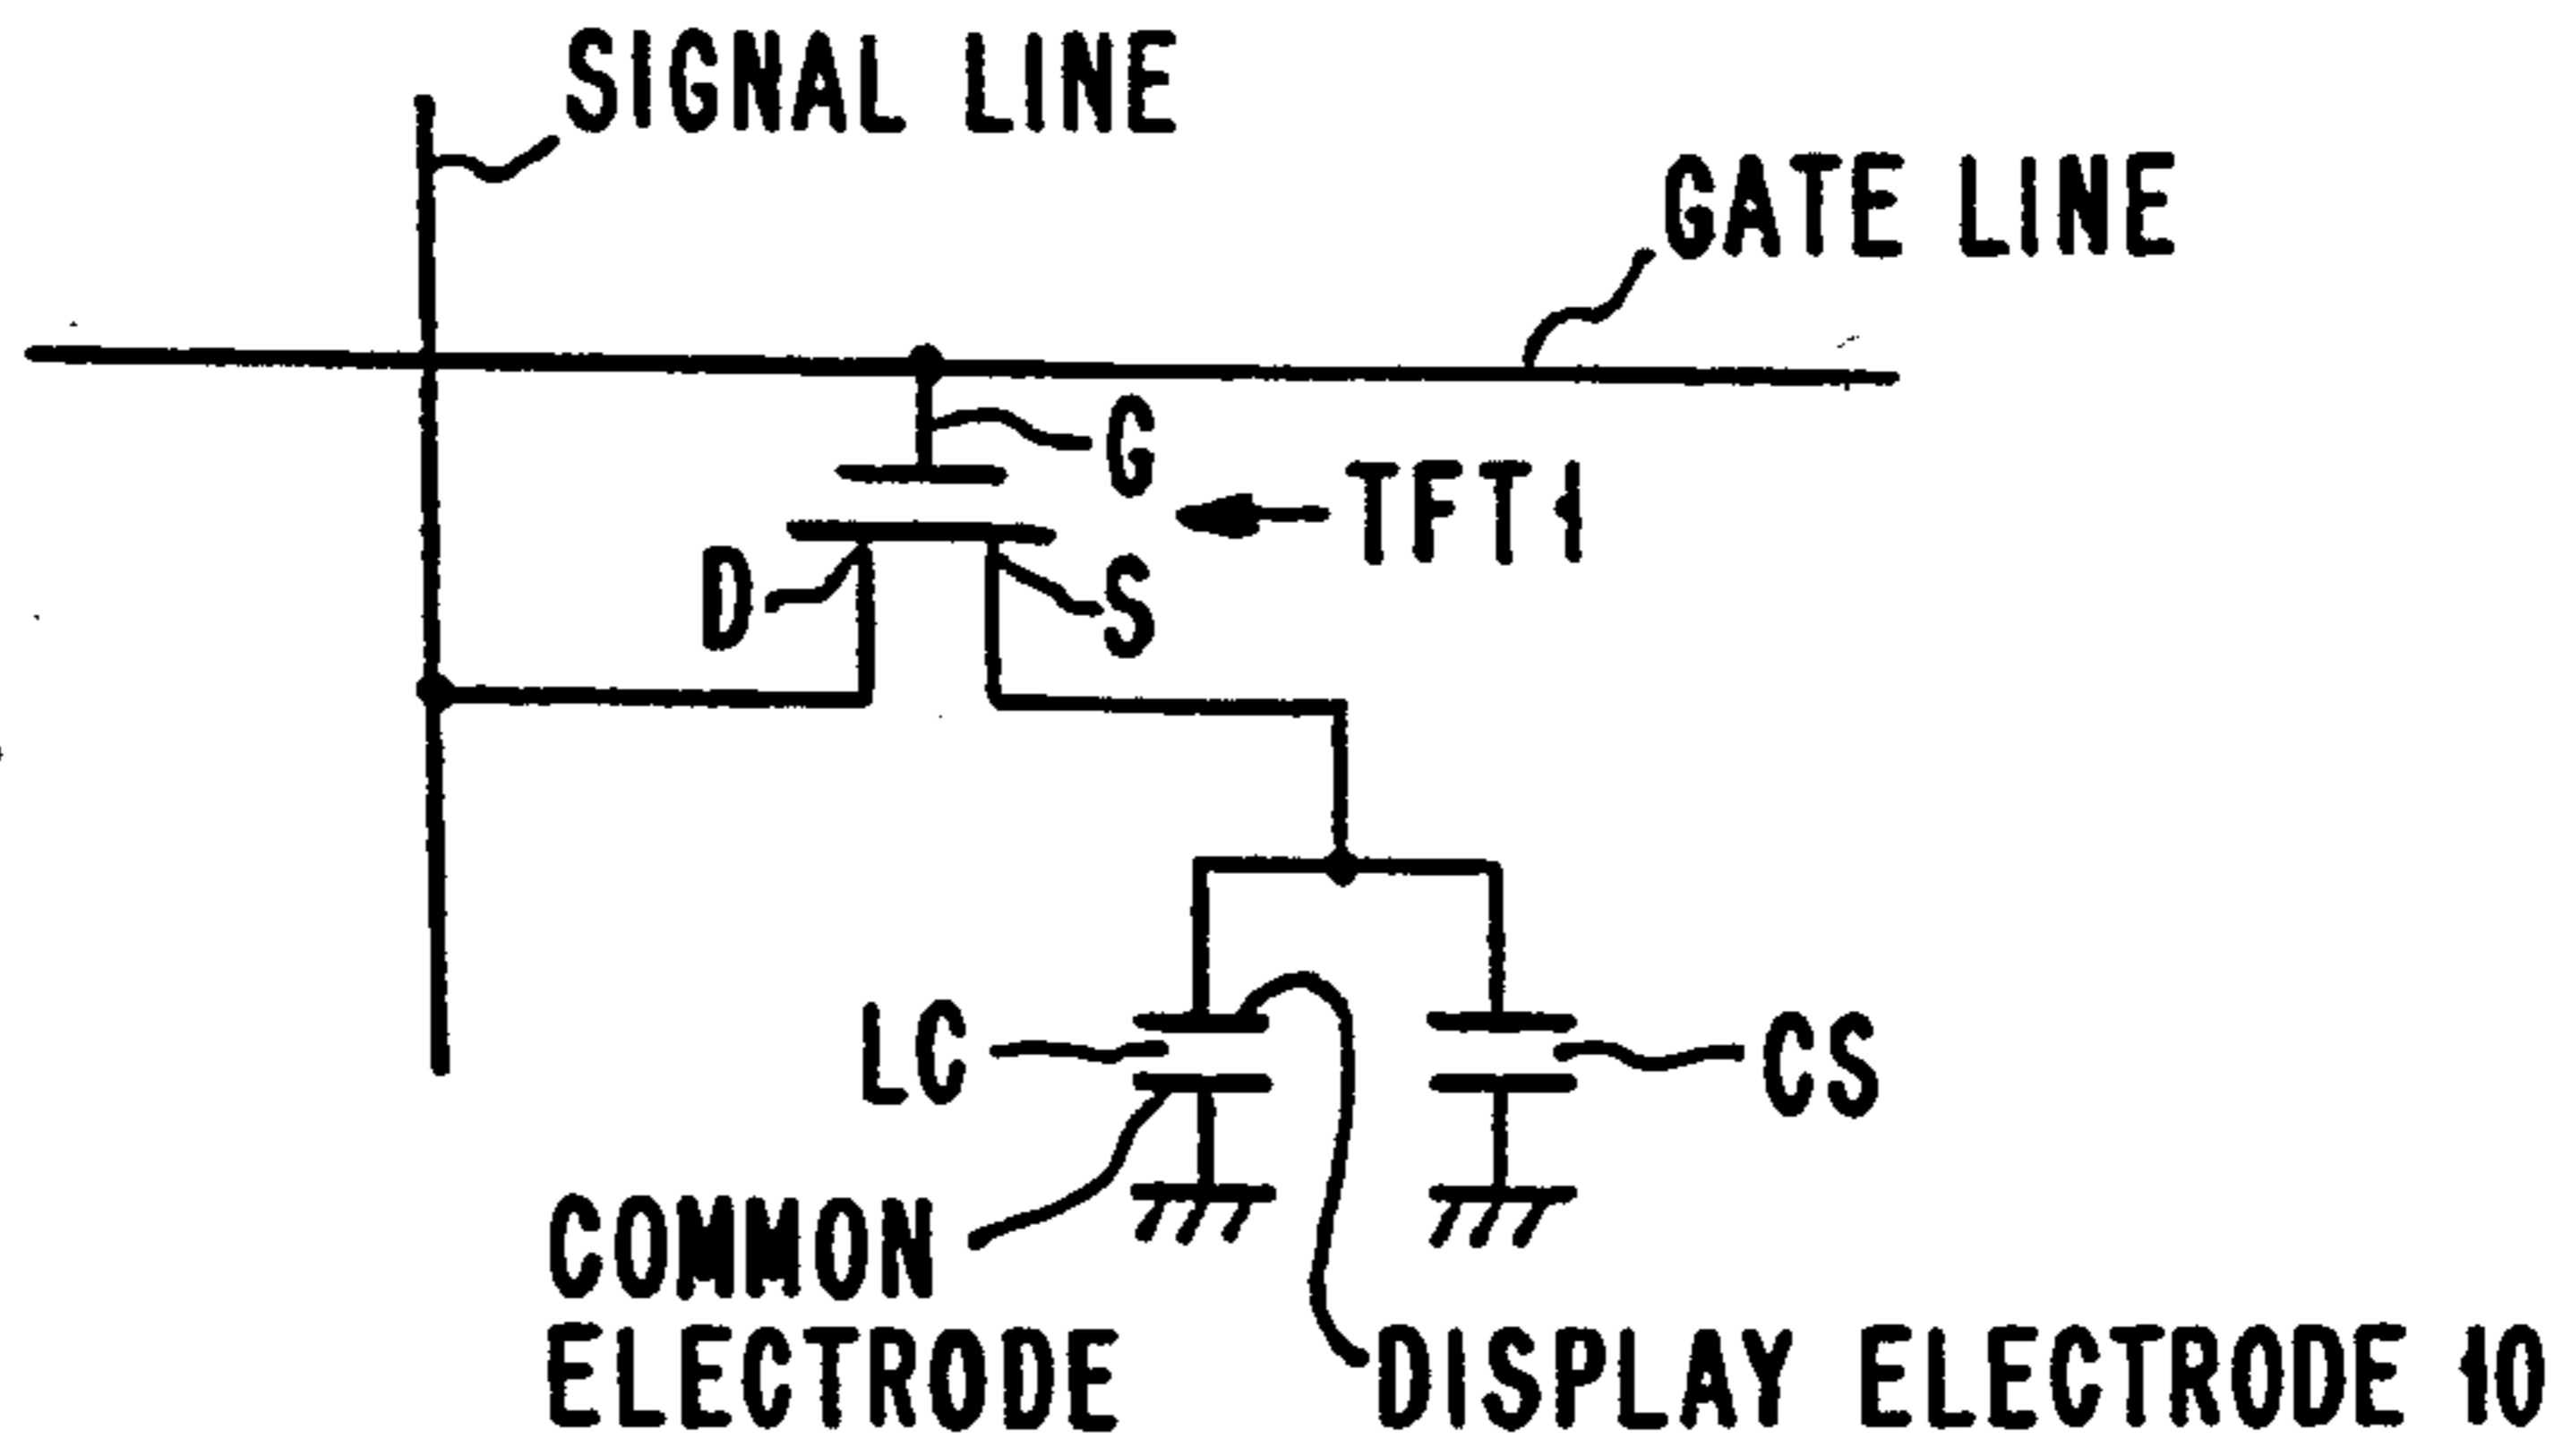 SIGNAL LINE
GATE LINE
G
TFT1
D
S
LC
CS
COMMON
ELECTRODE
DISPLAY ELECTRODE 10